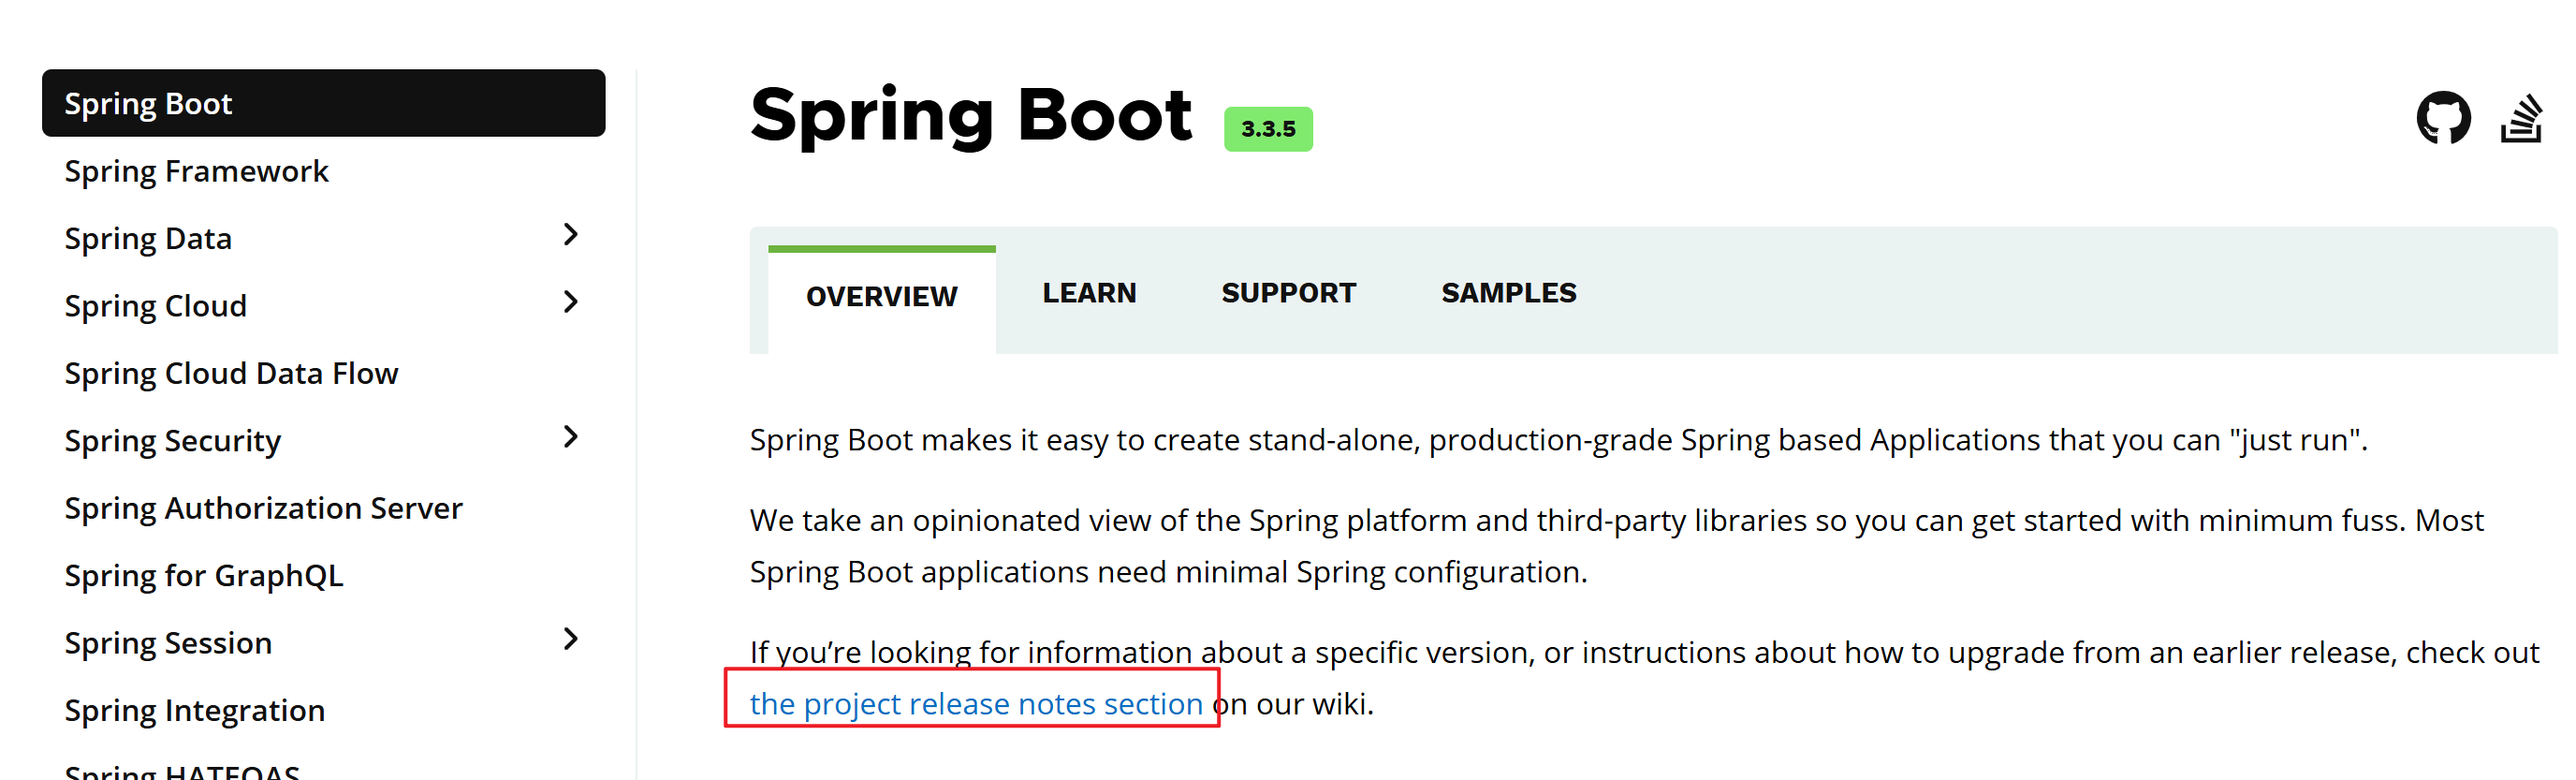 Spring Boot
Spring Framework
Spring Data
Spring Cloud
Spring Cloud Data Flow
Spring Security
Spring Authorization Server
Spring for GraphQL
Spring Session
Spring Integration
Spring HATEOAS
Spring Boot 3.3.5
OVERVIEW LEARN SUPPORT SAMPLES
Spring Boot makes it easy to create stand-alone, production-grade Spring based Applications that you can "just run".
We take an opinionated view of the Spring platform and third-party libraries so you can get started with minimum fuss. Most
Spring Boot applications need minimal Spring configuration.
If you’re looking for information about a specific version, or instructions about how to upgrade from an earlier release, check out
the project release notes section on our wiki.